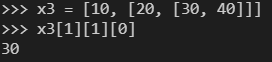 >>> x3 = [10, [20, [30, 40]]]
>>> x3[1][1][0]
30